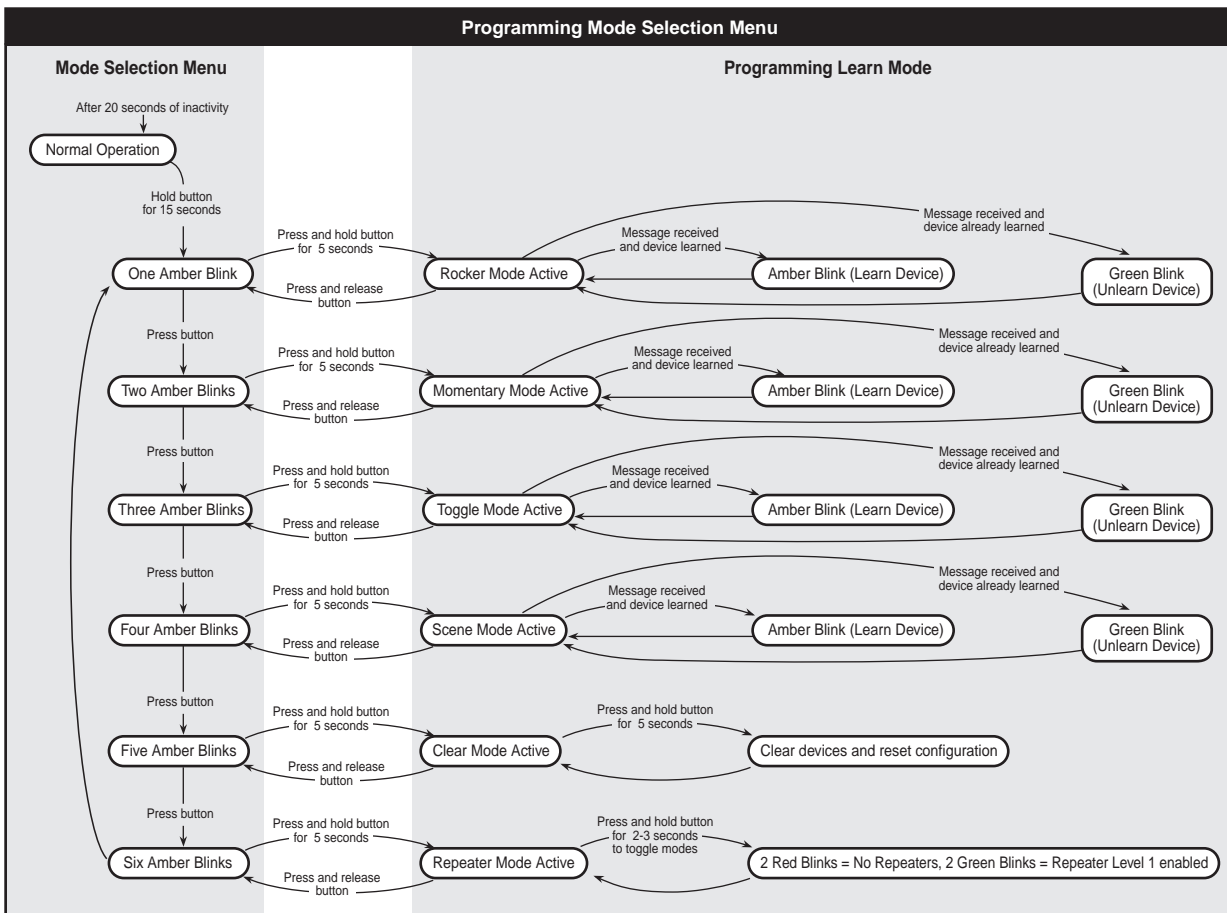 Programming Mode Selection Menu
Mode Selection Menu
Programming Learn Mode
After 20 seconds of inactivity
Normal Operation
Hold button
for 15 seconds
One Amber Blink
Press and hold button
for 5 seconds
Press and release
button
Rocker Mode Active
Message received
and device learned
Amber Blink (Learn Device)
Message received and
device already learned
Green Blink
(Unlearn Device)
Press button
Two Amber Blinks
Press and hold button
for 5 seconds
Press and release
button
Momentary Mode Active
Message received
and device learned
Amber Blink (Learn Device)
Message received and
device already learned
Green Blink
(Unlearn Device)
Press button
Three Amber Blinks
Press and hold button
for 5 seconds
Press and release
button
Toggle Mode Active
Message received
and device learned
Amber Blink (Learn Device)
Message received and
device already learned
Green Blink
(Unlearn Device)
Press button
Four Amber Blinks
Press and hold button
for 5 seconds
Press and release
button
Scene Mode Active
Message received
and device learned
Amber Blink (Learn Device)
Message received and
device already learned
Green Blink
(Unlearn Device)
Press button
Five Amber Blinks
Press and hold button
for 5 seconds
Press and release
button
Clear Mode Active
Press and hold button
for 5 seconds
Clear devices and reset configuration
Press button
Six Amber Blinks
Press and hold button
for 5 seconds
Press and release
button
Repeater Mode Active
Press and hold button
for 2-3 seconds
to toggle modes
2 Red Blinks = No Repeaters, 2 Green Blinks = Repeater Level 1 enabled